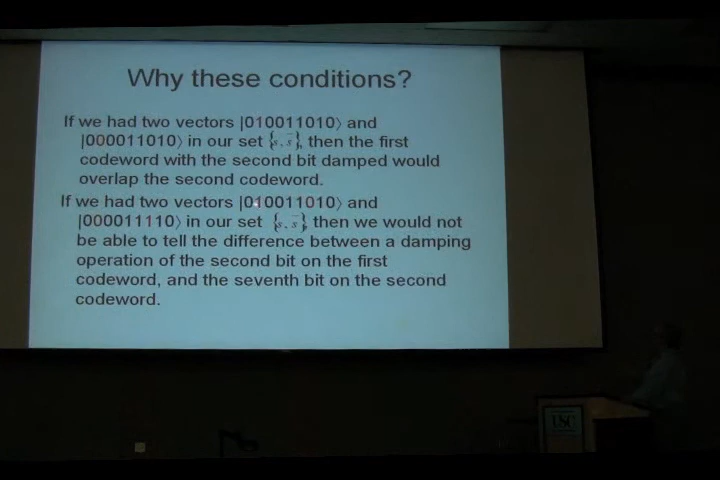 Why these conditions?
If we had two vectors |010011010⟩ and
|000011010⟩ in our set {s, s̄}, then the first
codeword with the second bit damped would
overlap the second codeword.
If we had two vectors |010011010⟩ and
|000011110⟩ in our set {s, s̄}, then we would not
be able to tell the difference between a damping
operation of the second bit on the first
codeword, and the seventh bit on the second
codeword.
USC